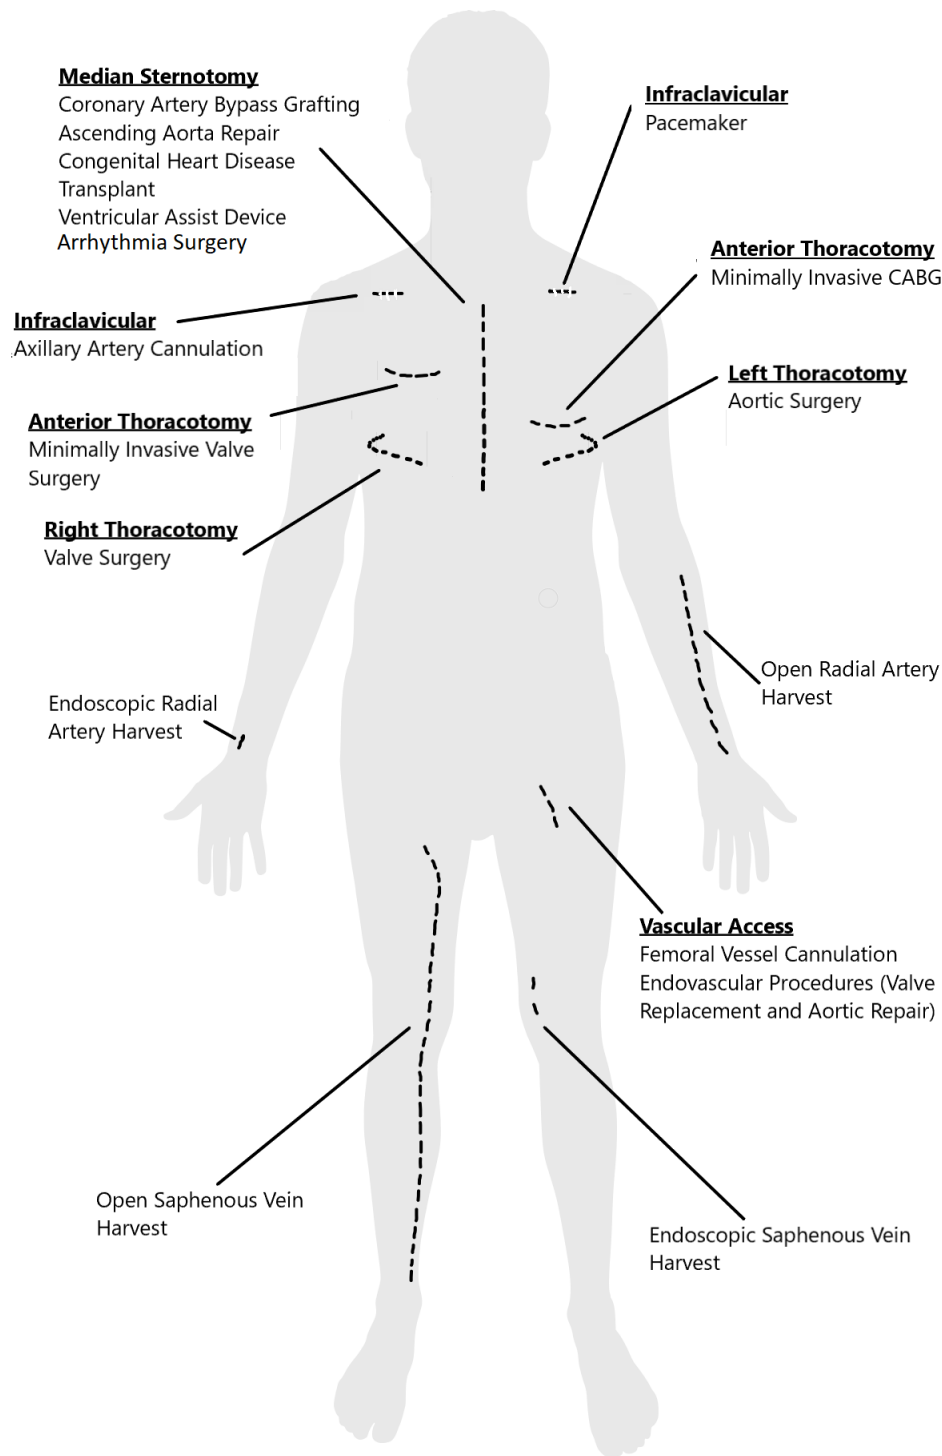 Median Sternotomy
Coronary Artery Bypass Grafting
Ascending Aorta Repair
Congenital Heart Disease
Transplant
Ventricular Assist Device
Arrhythmia Surgery
Infraclavicular
Pacemaker
Anterior Thoracotomy
Minimally Invasive CABG
Infraclavicular
Axillary Artery Cannulation
Left Thoracotomy
Aortic Surgery
Anterior Thoracotomy
Minimally Invasive Valve
Surgery
Right Thoracotomy
Valve Surgery
Open Radial Artery
Harvest
Endoscopic Radial
Artery Harvest
Vascular Access
Femoral Vessel Cannulation
Endovascular Procedures (Valve
Replacement and Aortic Repair)
Open Saphenous Vein
Harvest
Endoscopic Saphenous Vein
Harvest